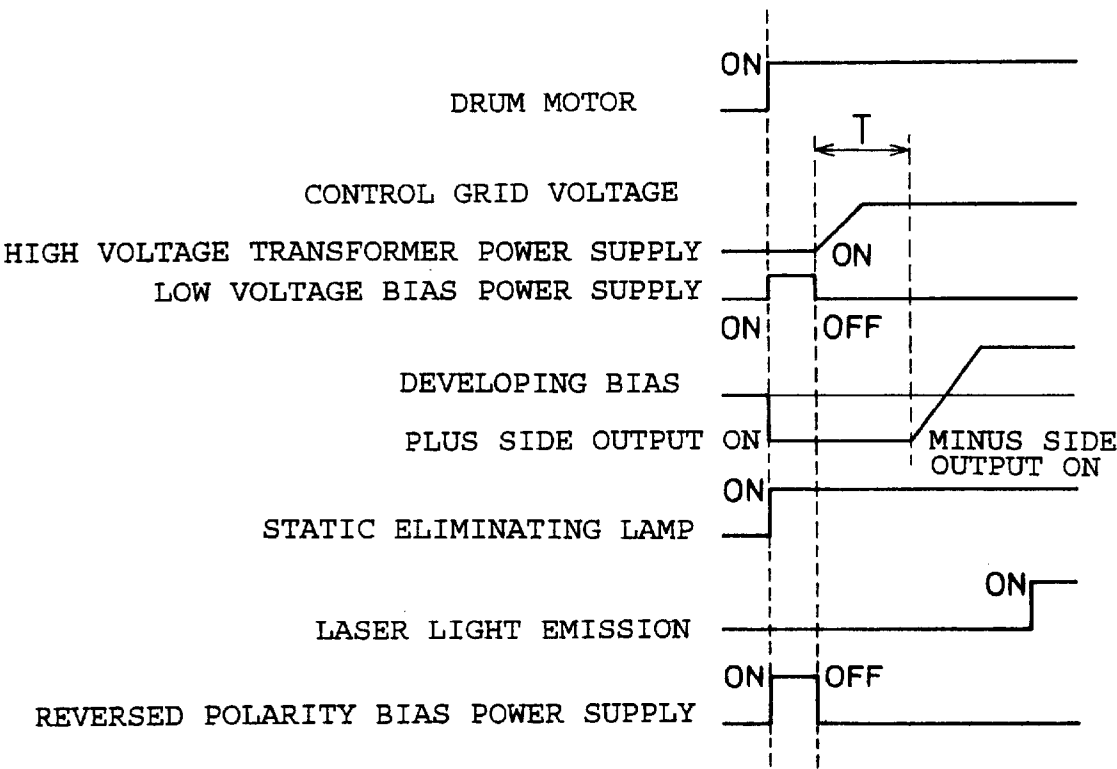 ON
DRUM MOTOR
T
CONTROL GRID VOLTAGE
HIGH VOLTAGE TRANSFORMER POWER SUPPLY
ON
LOW VOLTAGE BIAS POWER SUPPLY
ON
OFF
DEVELOPING BIAS
PLUS SIDE OUTPUT ON
MINUS SIDE
OUTPUT ON
ON
STATIC ELIMINATING LAMP
ON
LASER LIGHT EMISSION
ON
OFF
REVERSED POLARITY BIAS POWER SUPPLY